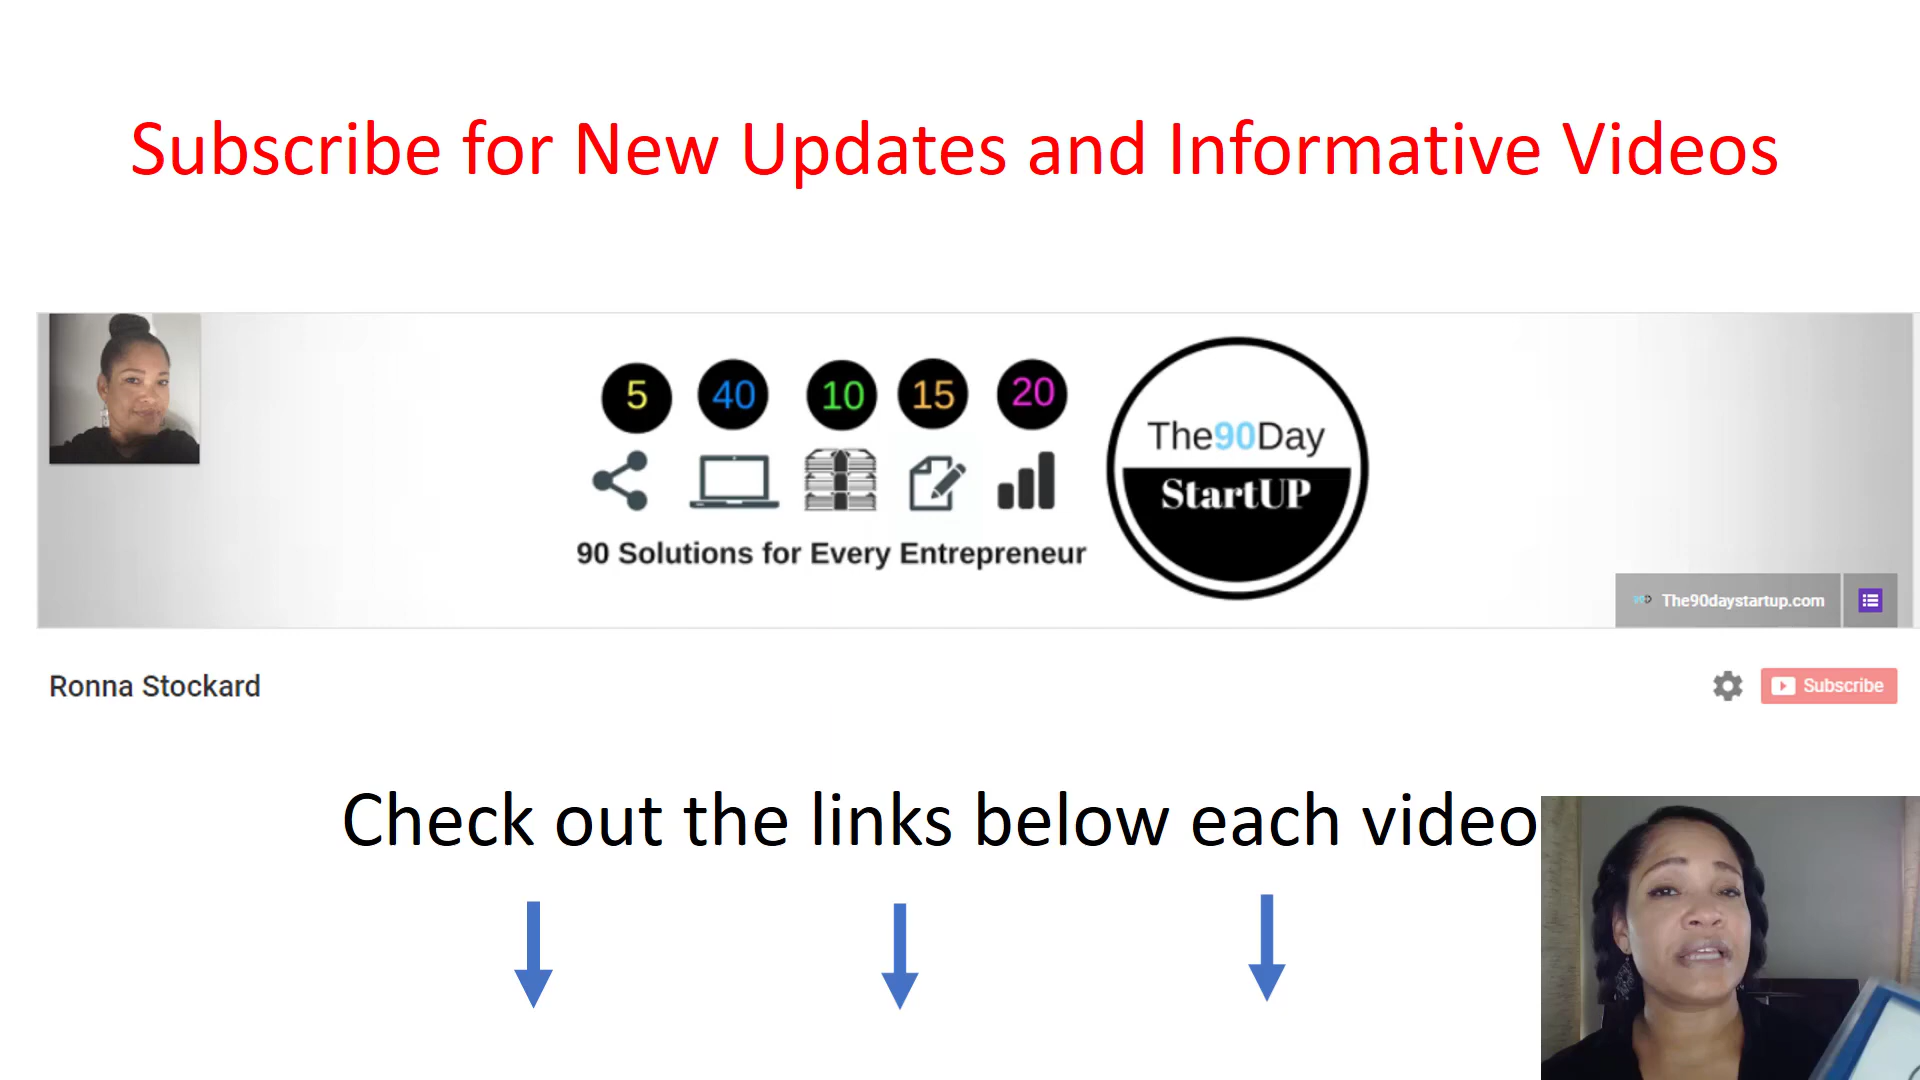 Subscribe for New Updates and Informative Videos
5 40 10 15 20
The90Day
StartUP
90 Solutions for Every Entrepreneur
The90daystartup.com
Ronna Stockard
Subscribe
Check out the links below each video